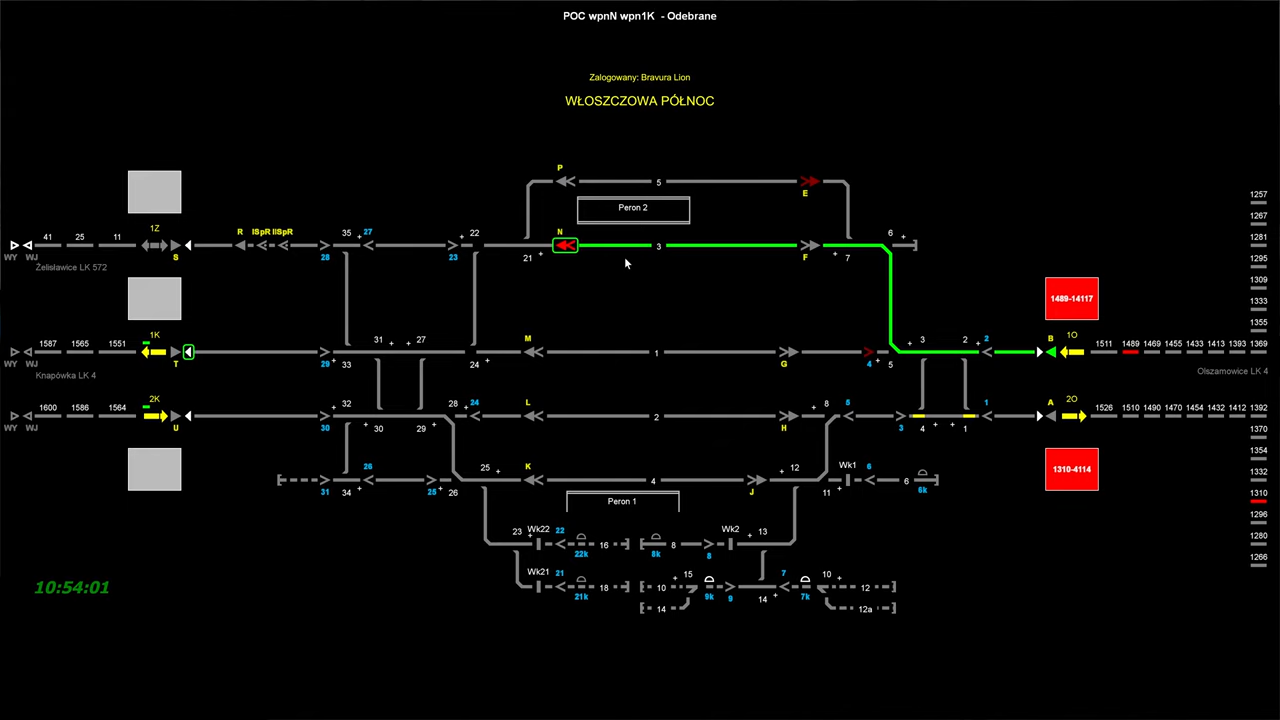 POC wpnN wpn1K - Odebrane
Zalogowany: Bravura Lion
WŁOSZCZOWA PÓŁNOC
P
5
E
Peron 2
1257
1267
1281
1295
1309
1333
1355
1369
41 25 11 1Z S R ISpR IISpR 28 35 27 23 22 21 N 3 F 7 6
WY WJ
Żelisławice LK 572
1489-14117
1587 1565 1551 1K T 29 33 31 27 24 M 1 G 4 5 3 2 2 B 1O 1511 1489 1469 1455 1433 1413 1393
WY WJ
Knapówka LK 4
Olszamowice LK 4
1600 1586 1564 2K U 30 32 30 29 28 24 L 2 H 8 5 3 4 1 1 A 2O 1526 1510 1490 1470 1454 1432 1412 1392
WY WJ
1310-4114
1370
1354
1332
1310
1296
1280
1266
31 34 26 25 26 25 K 4 J 12 11 Wk1 6 6 6k
Peron 1
23 Wk22 22 22k 16 8k 8 8 Wk2 13
Wk21 21 21k 18 10 15 9k 9 14 7 7k 10 12
14 12a
10:54:01